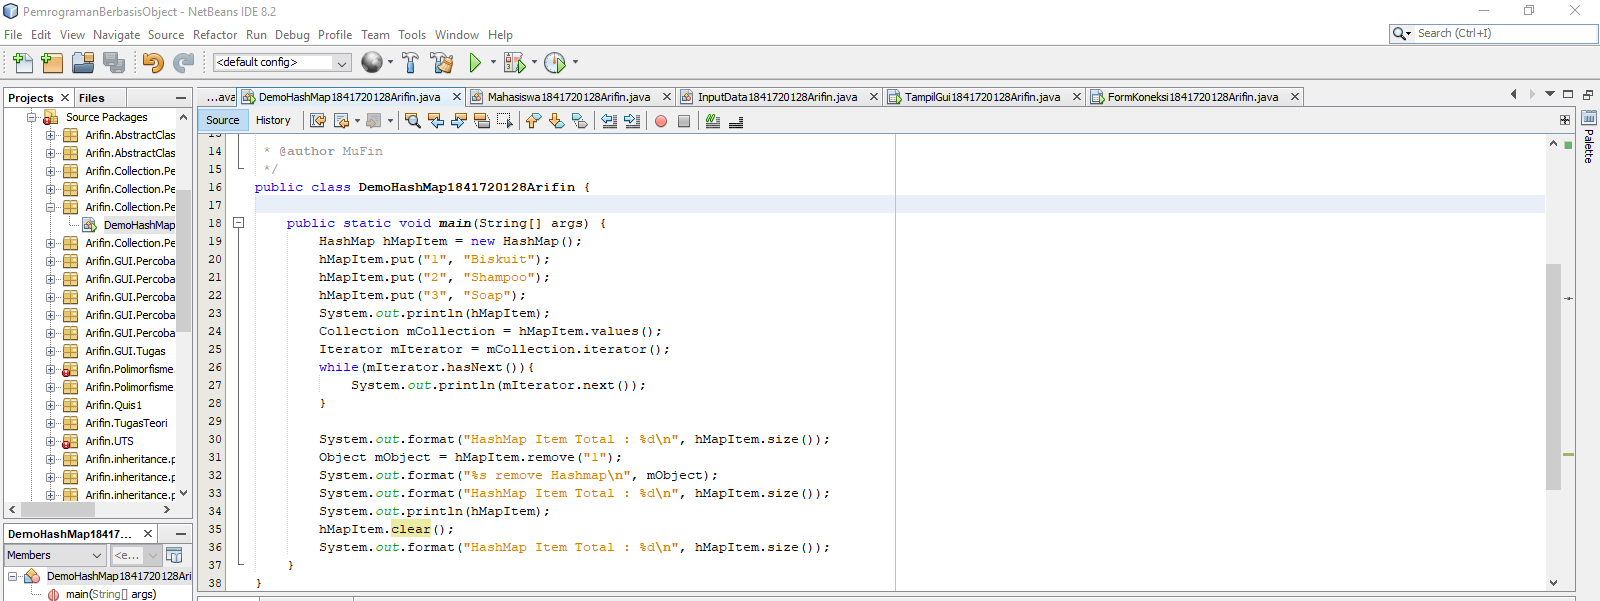 PemrogramanBerbasisObject - NetBeans IDE 8.2
File Edit View Navigate Source Refactor Run Debug Profile Team Tools Window Help
Search (Ctrl+I)
<default config>
Projects Files
Source Packages
Arifin.AbstractClas
Arifin.AbstractClas
Arifin.Collection.Pe
Arifin.Collection.Pe
Arifin.Collection.Pe
DemoHashMap
Arifin.Collection.Pe
Arifin.GUI.Percoba
Arifin.GUI.Percoba
Arifin.GUI.Percoba
Arifin.GUI.Percoba
Arifin.GUI.Percoba
Arifin.GUI.Tugas
Arifin.Polimorfisme
Arifin.Polimorfisme
Arifin.Quis1
Arifin.TugasTeori
Arifin.UTS
Arifin.inheritance.p
Arifin.inheritance.p
Arifin.inheritance.p
DemoHashMap18417...
Members <e...
DemoHashMap1841720128Ari
main(String[] args)
...ava DemoHashMap1841720128Arifin.java Mahasiswa1841720128Arifin.java InputData1841720128Arifin.java TampilGui1841720128Arifin.java FormKoneksi1841720128Arifin.java
Source History
13
14 * @author MuFin
15 */
16 public class DemoHashMap1841720128Arifin {
17
18 public static void main(String[] args) {
19 HashMap hMapItem = new HashMap();
20 hMapItem.put("1", "Biskuit");
21 hMapItem.put("2", "Shampoo");
22 hMapItem.put("3", "Soap");
23 System.out.println(hMapItem);
24 Collection mCollection = hMapItem.values();
25 Iterator mIterator = mCollection.iterator();
26 while(mIterator.hasNext()){
27 System.out.println(mIterator.next());
28 }
29
30 System.out.format("HashMap Item Total : %d\n", hMapItem.size());
31 Object mObject = hMapItem.remove("1");
32 System.out.format("%s remove Hashmap\n", mObject);
33 System.out.format("HashMap Item Total : %d\n", hMapItem.size());
34 System.out.println(hMapItem);
35 hMapItem.clear();
36 System.out.format("HashMap Item Total : %d\n", hMapItem.size());
37 }
38 }
Palette